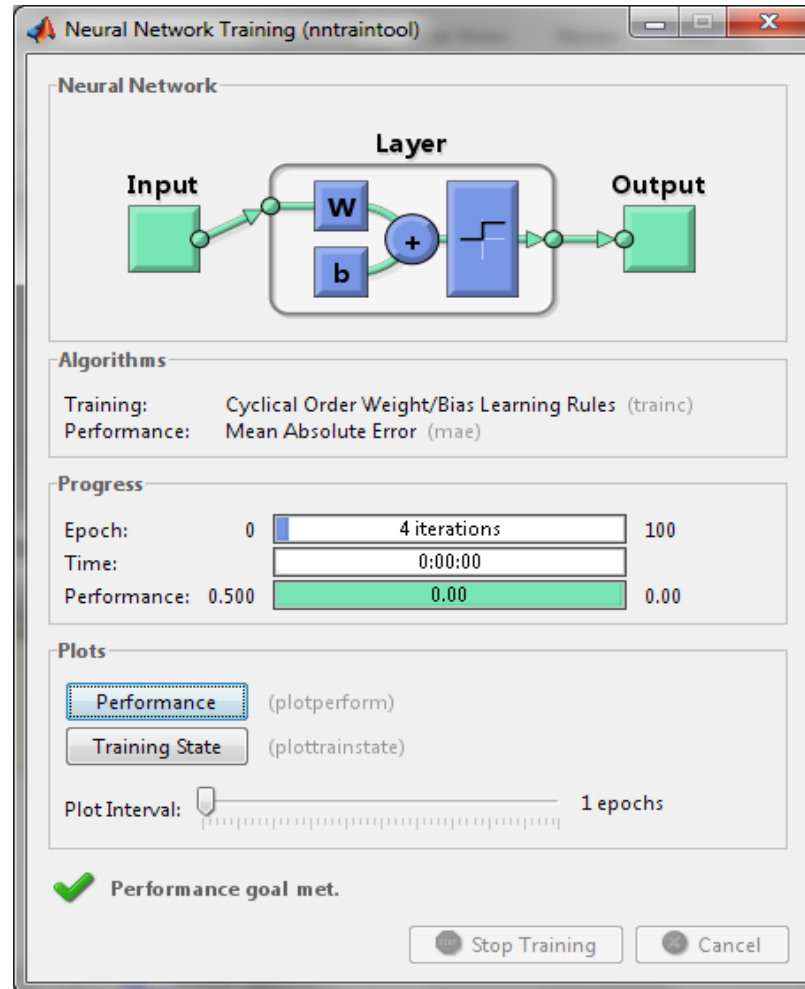 Neural Network Training (nntraintool)
Neural Network
Layer
Input
Output
W
+
b
Algorithms
Training: Cyclical Order Weight/Bias Learning Rules (trainc)
Performance: Mean Absolute Error (mae)
Progress
Epoch: 0 4 iterations 100
Time: 0:00:00
Performance: 0.500 0.00 0.00
Plots
Performance (plotperform)
Training State (plottrainstate)
Plot Interval: 1 epochs
Performance goal met.
Stop Training Cancel